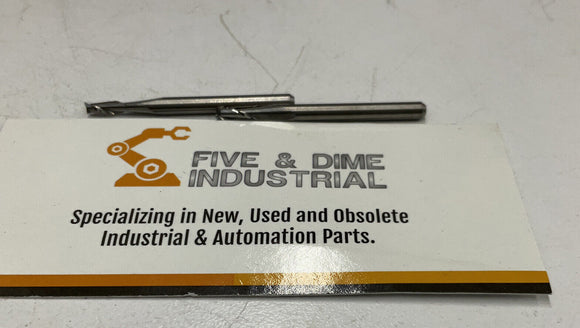 FIVE & DIME
INDUSTRIAL
Specializing in New, Used and Obsolete
Industrial & Automation Parts.